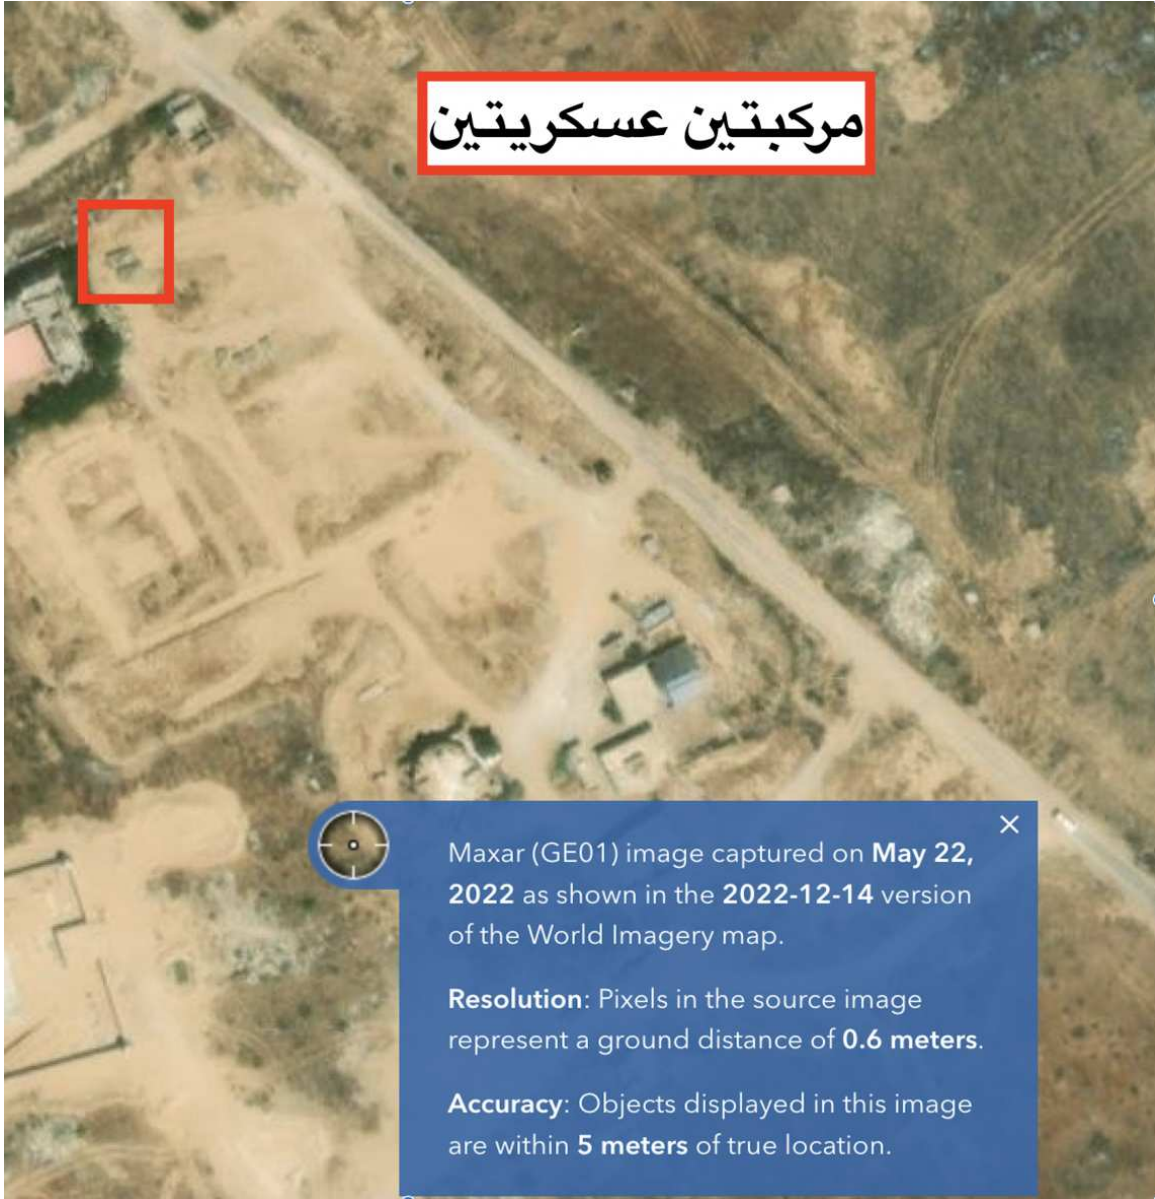 مركبتين عسكريتين
Maxar (GE01) image captured on May 22,
2022 as shown in the 2022-12-14 version
of the World Imagery map.
Resolution: Pixels in the source image
represent a ground distance of 0.6 meters.
Accuracy: Objects displayed in this image
are within 5 meters of true location.